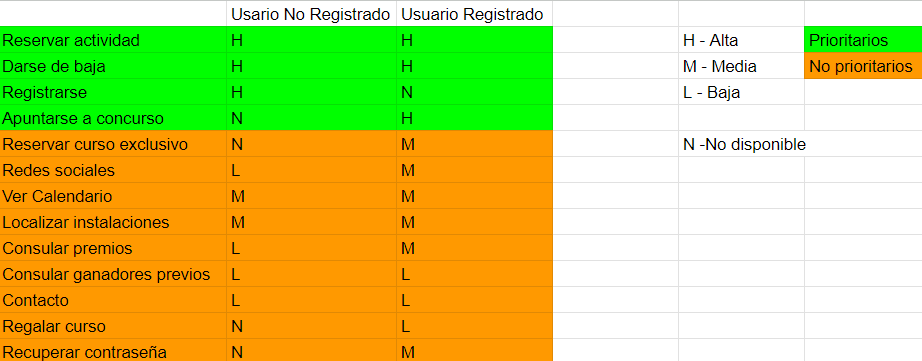 Usario No Registrado Usuario Registrado
Reservar actividad H H H - Alta Prioritarios
Darse de baja H H M - Media No prioritarios
Registrarse H N L - Baja
Apuntarse a concurso N H
Reservar curso exclusivo N M N -No disponible
Redes sociales L M
Ver Calendario M M
Localizar instalaciones M M
Consular premios L M
Consular ganadores previos L L
Contacto L L
Regalar curso N L
Recuperar contraseña N M